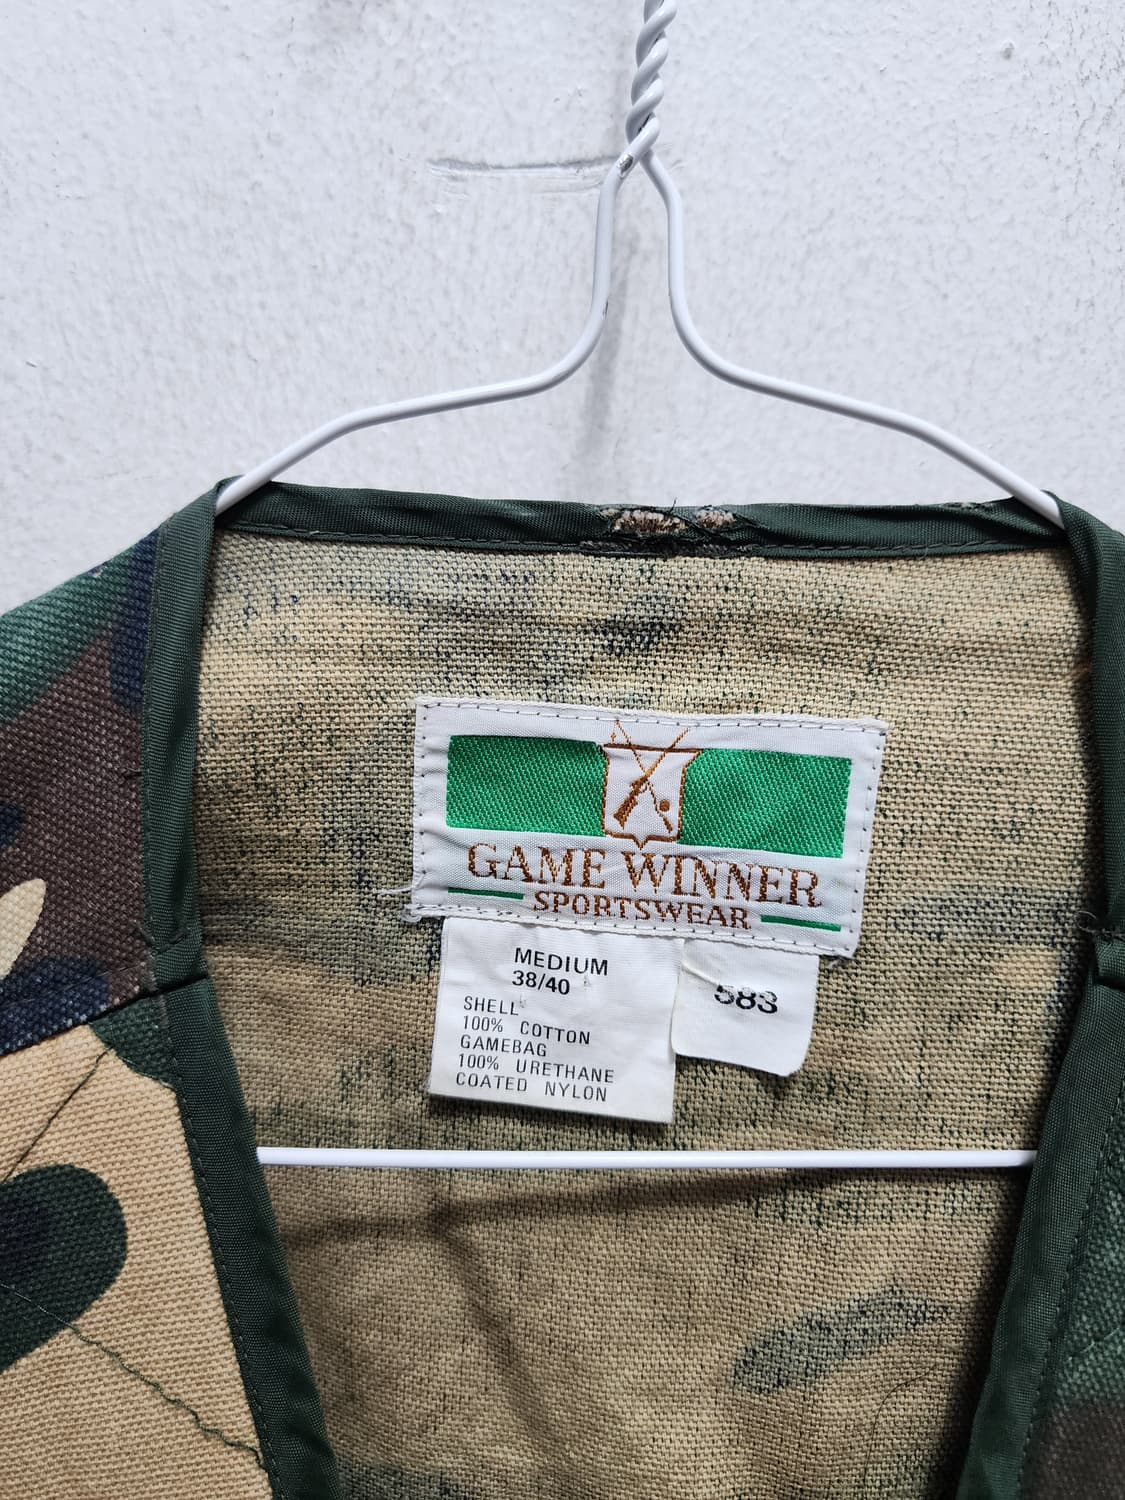 GAME WINNER
SPORTSWEAR
MEDIUM
38/40
SHELL
100% COTTON
GAMEBAG
100% URETHANE
COATED NYLON
583